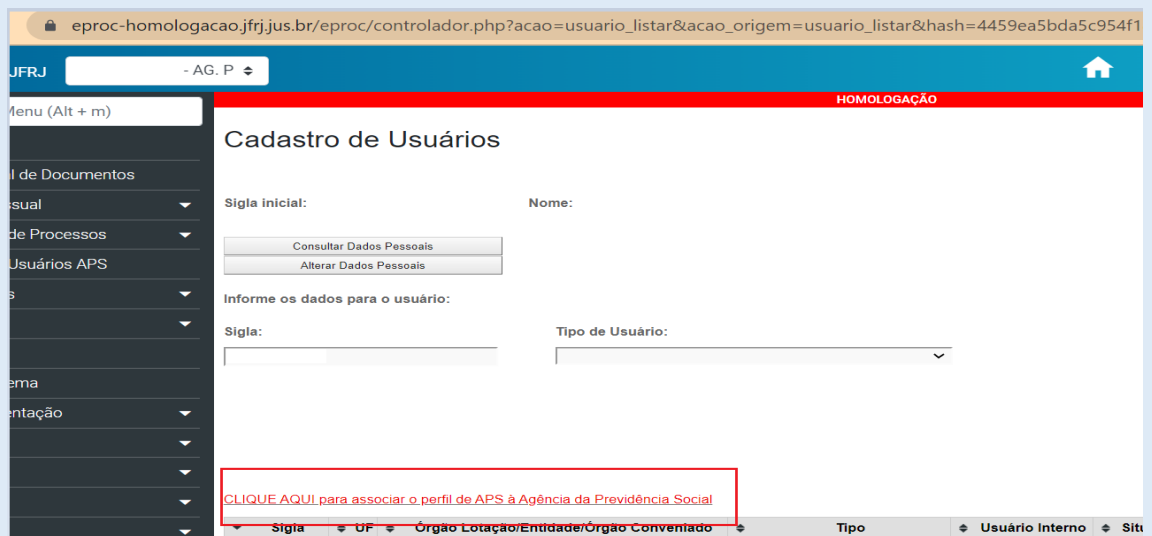 eproc-homologacao.jfrj.jus.br/eproc/controlador.php?acao=usuario_listar&acao_origem=usuario_listar&hash=4459ea5bda5c954f1
JFRJ - AG. P
Menu (Alt + m)
HOMOLOGAÇÃO
Cadastro de Usuários
l de Documentos
ssual
Sigla inicial: Nome:
de Processos
Consultar Dados Pessoais
Usuários APS
Alterar Dados Pessoais
s
Informe os dados para o usuário:
Sigla: Tipo de Usuário:
ema
entação
CLIQUE AQUI para associar o perfil de APS à Agência da Previdência Social
Sigla UF Órgão Lotação/Entidade/Órgão Conveniado Tipo Usuário Interno Situ